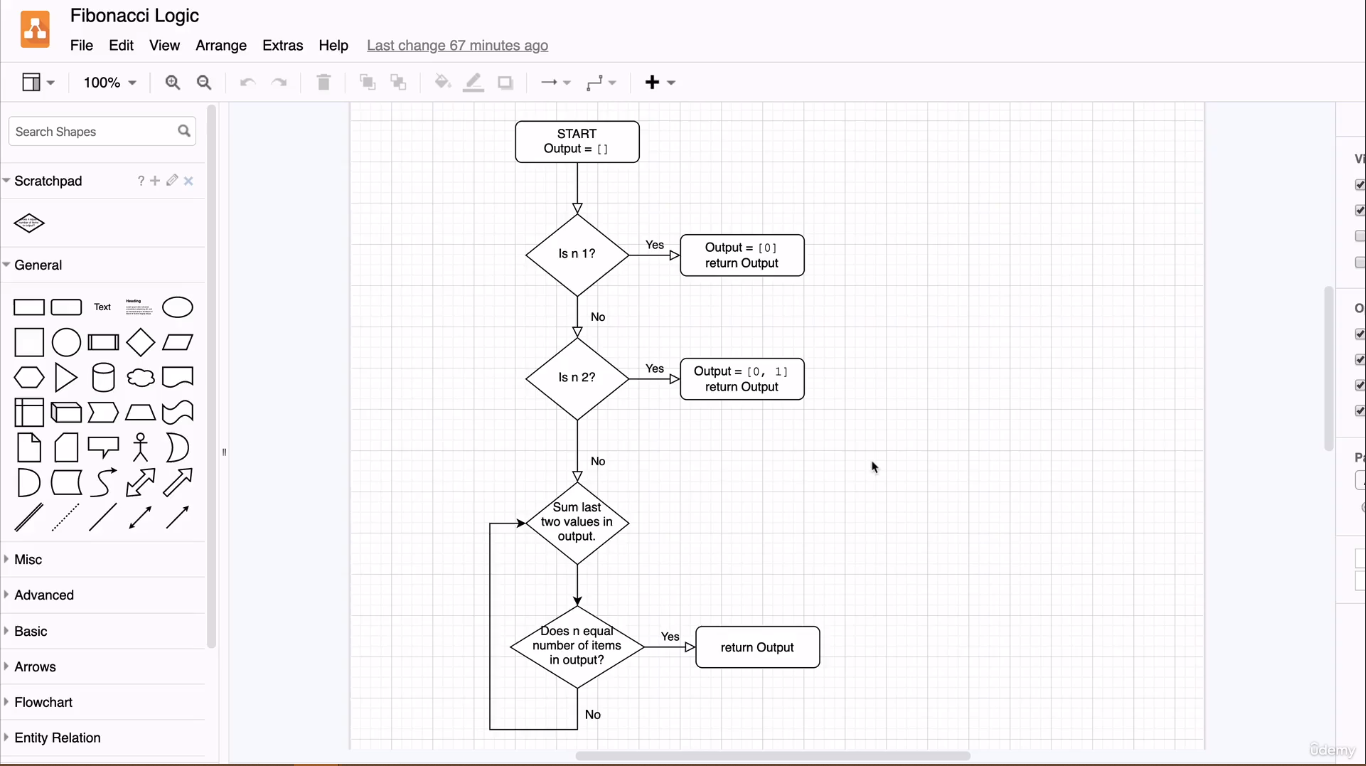 Fibonacci Logic
File Edit View Arrange Extras Help Last change 67 minutes ago
100%
Search Shapes
Scratchpad
?
General
Text
Heading
Misc
Advanced
Basic
Arrows
Flowchart
Entity Relation
START
Output = []
Is n 1?
Yes
Output = [0]
return Output
No
Is n 2?
Yes
Output = [0, 1]
return Output
No
Sum last
two values in
output.
Does n equal
number of items
in output?
Yes
return Output
No
Vi
O
Pa
ûdemy